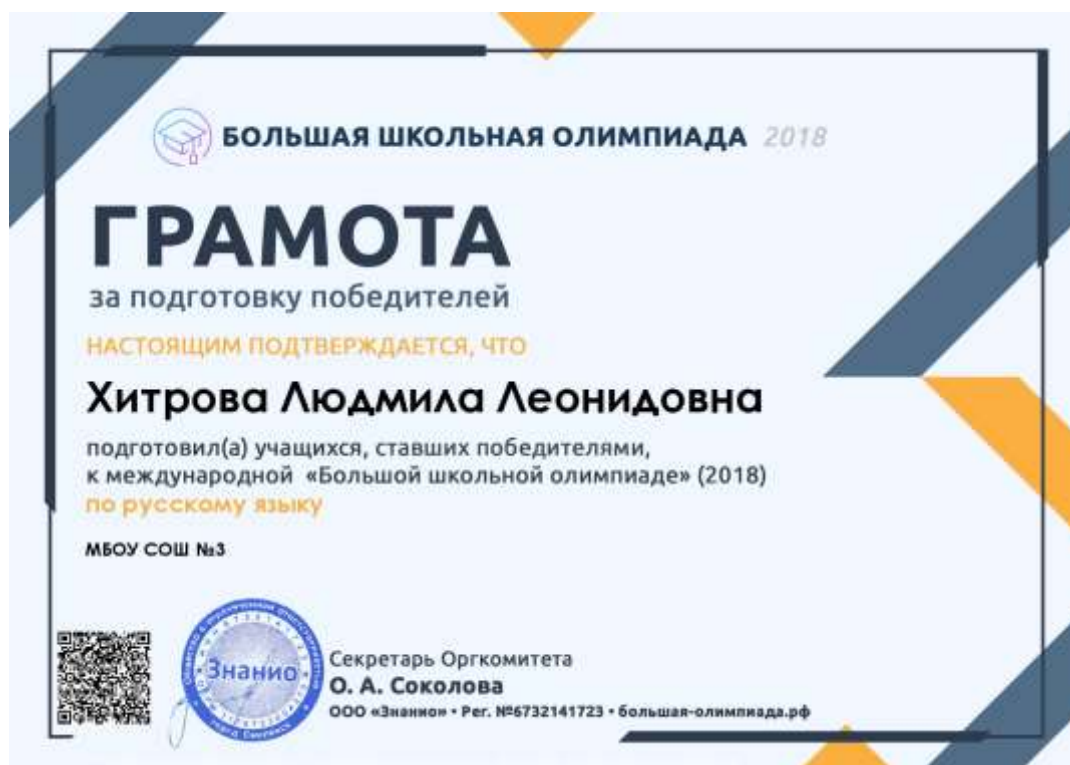 БОЛЬШАЯ ШКОЛЬНАЯ ОЛИМПИАДА 2018
ГРАМОТА
за подготовку победителей
НАСТОЯЩИМ ПОДТВЕРЖДАЕТСЯ, ЧТО
Хитрова Людмила Леонидовна
подготовил(а) учащихся, ставших победителями,
к международной «Большой школьной олимпиаде» (2018)
по русскому языку
МБОУ СОШ №3
Знанио
Секретарь Оргкомитета
О. А. Соколова
ООО «Знанио» • Рег. №6732141723 • большая-олимпиада.рф